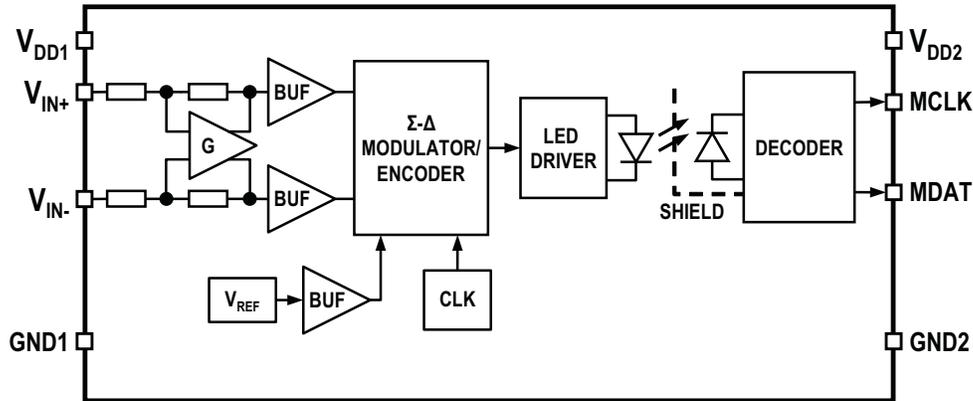 VDD1
VDD2
VIN+
BUF
MCLK
G
Σ-Δ
MODULATOR/
ENCODER
LED
DRIVER
DECODER
VIN-
BUF
MDAT
SHIELD
VREF
BUF
CLK
GND1
GND2